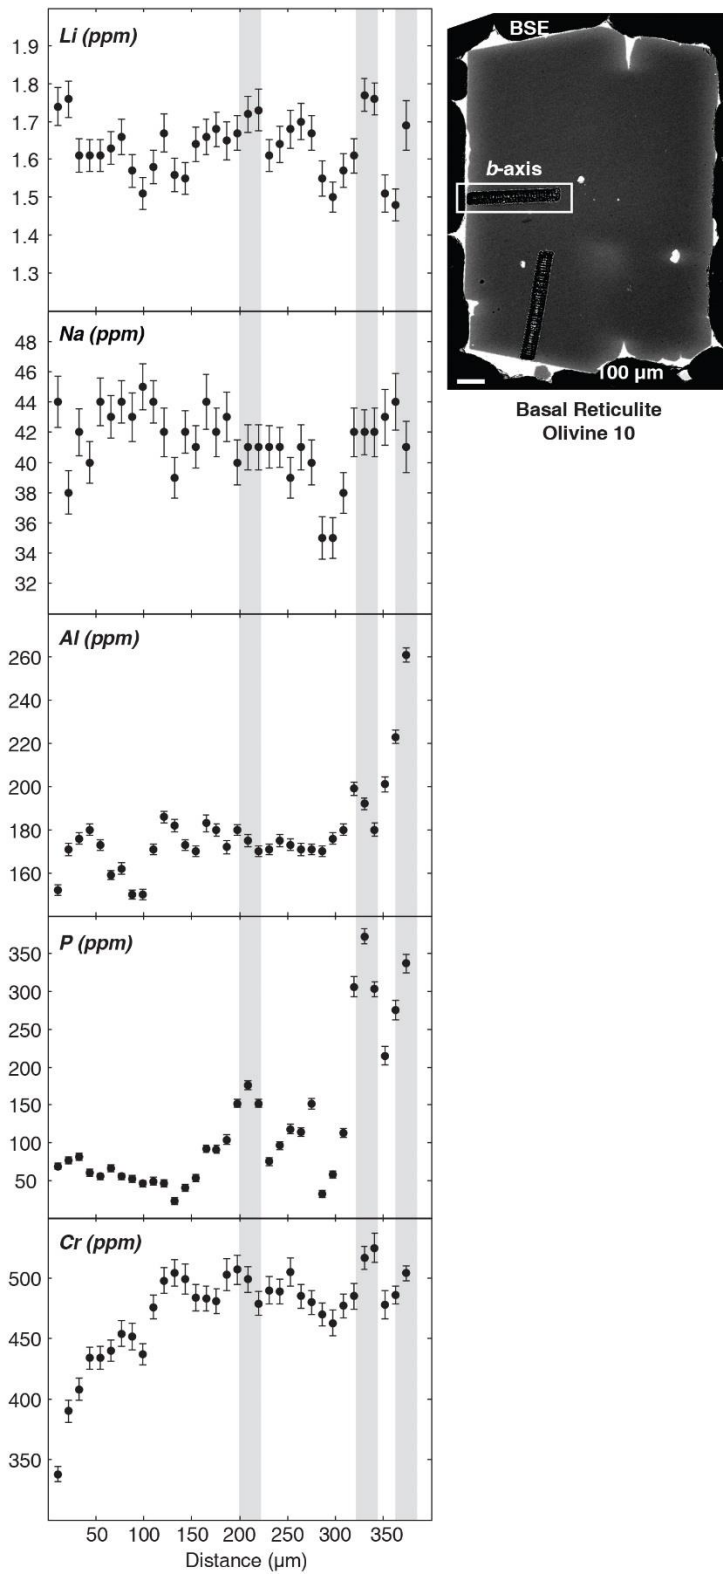 Li (ppm)
1.9
1.8
1.7
1.6
1.5
1.4
1.3
Na (ppm)
48
46
44
42
40
38
36
34
32
Al (ppm)
260
240
220
200
180
160
P (ppm)
350
300
250
200
150
100
50
Cr (ppm)
500
450
400
350
50 100 150 200 250 300 350
Distance (µm)
BSE
b-axis
100 µm
Basal Reticulite
Olivine 10